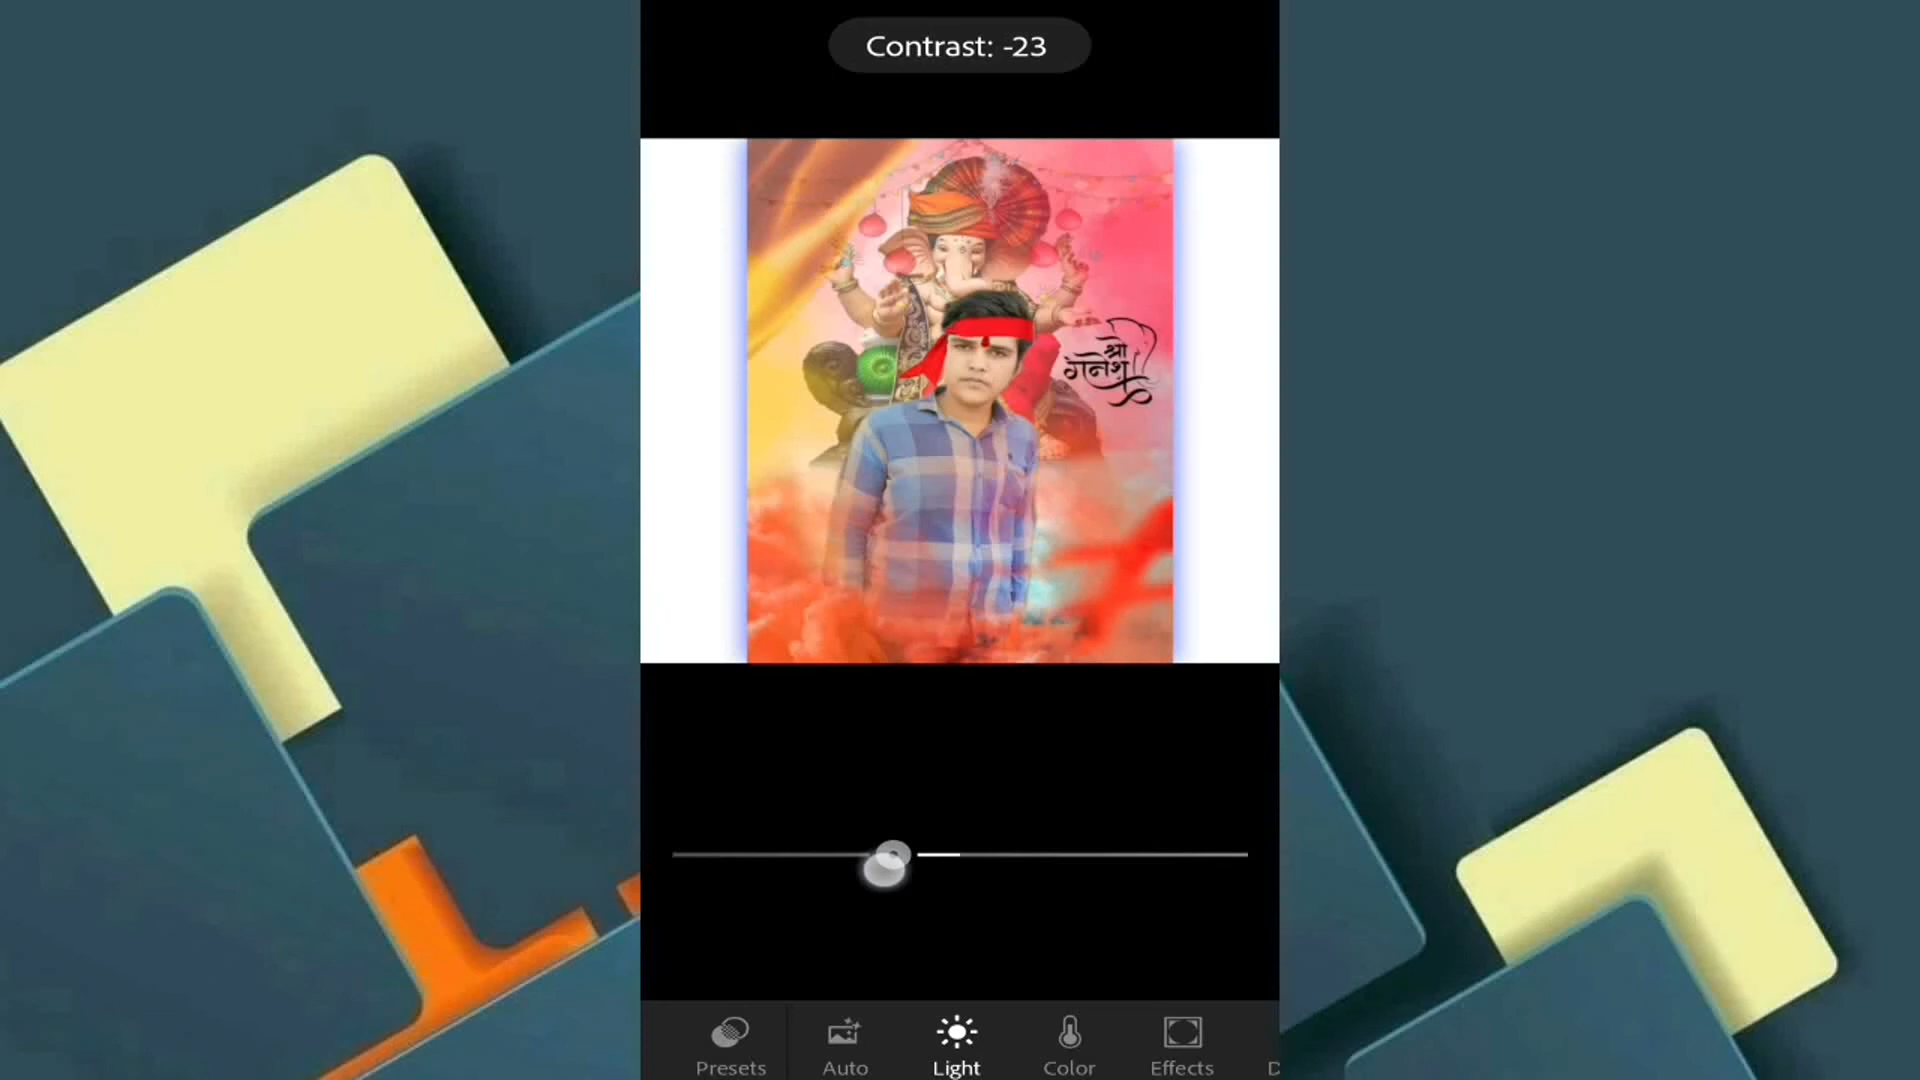 Contrast: -23
श्री
गनेश
Presets
Auto
Light
Color
Effects
D